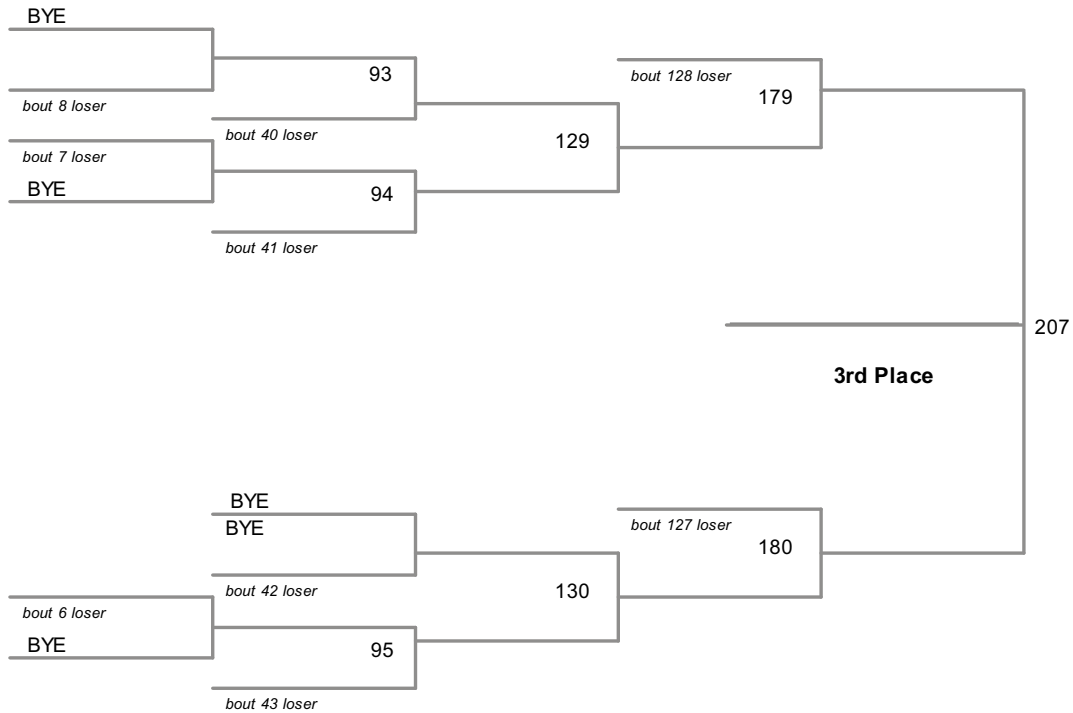 BYE
93
bout 128 loser
179
bout 8 loser
bout 40 loser
129
bout 7 loser
BYE
94
bout 41 loser
207
3rd Place
BYE
BYE
bout 127 loser
180
bout 42 loser
130
bout 6 loser
BYE
95
bout 43 loser